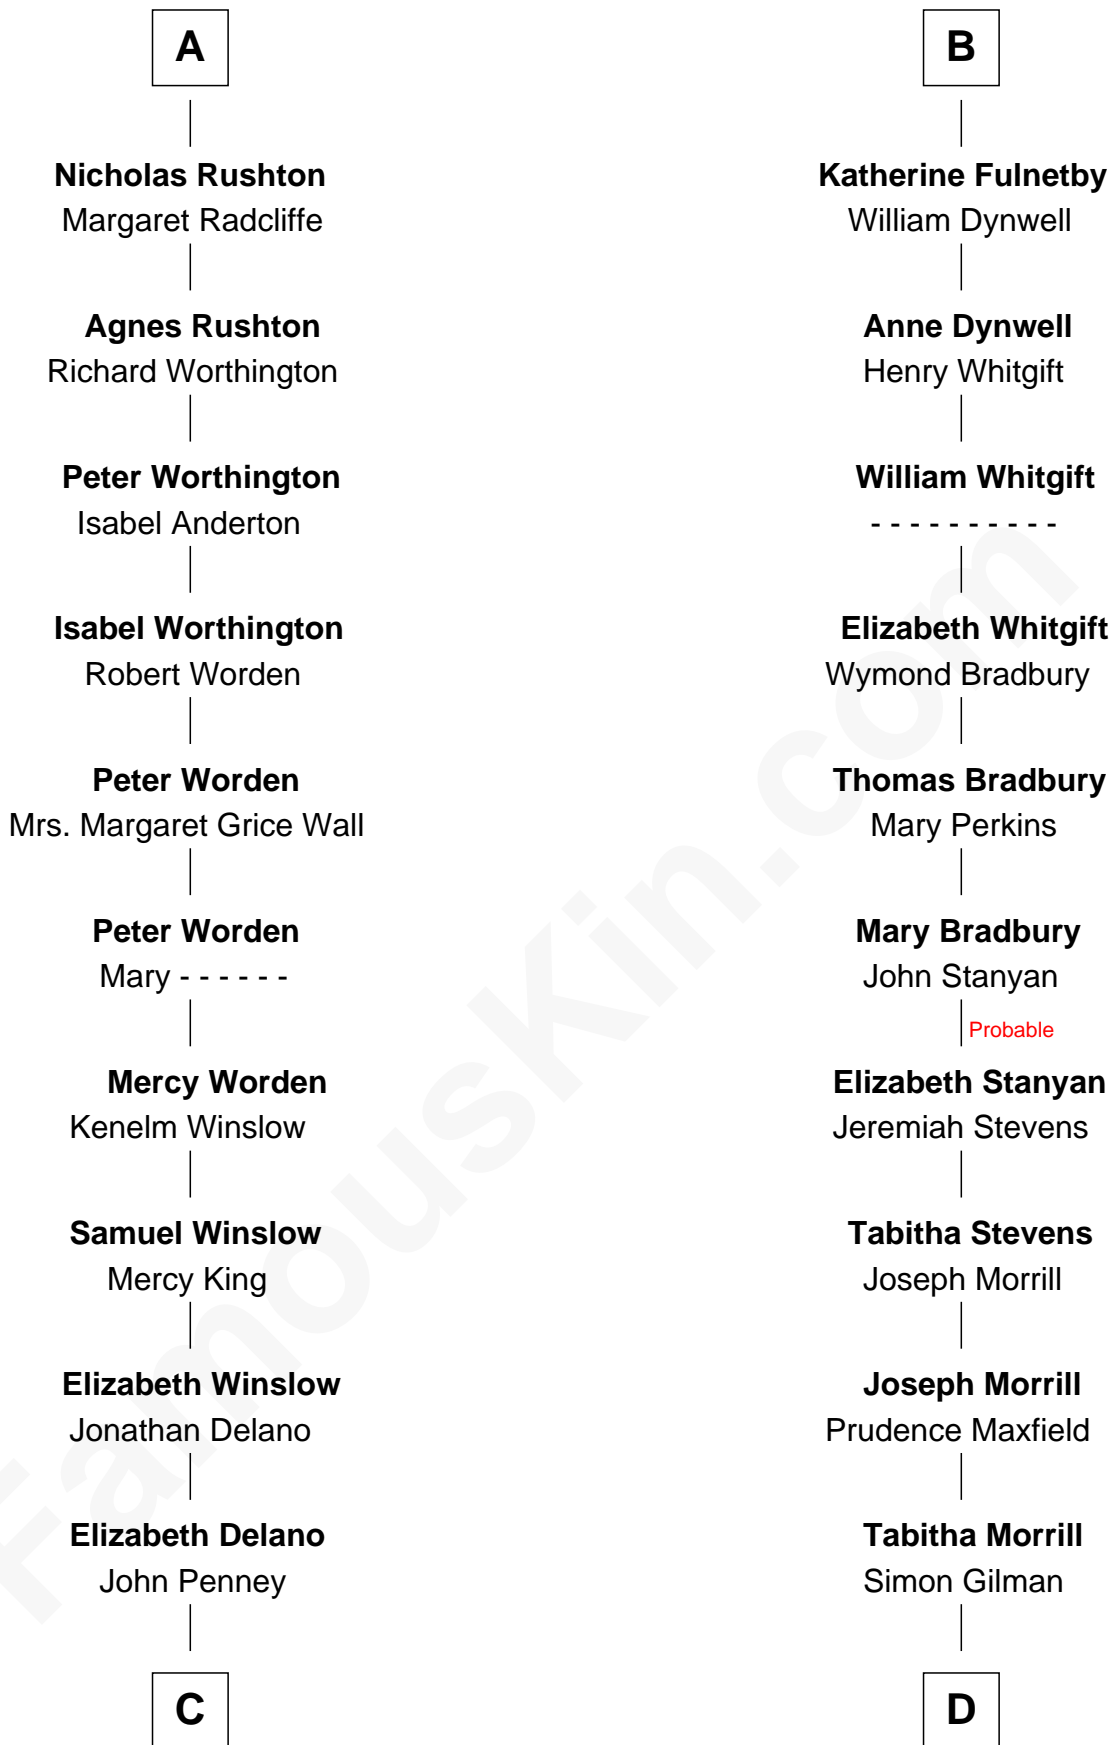 A
Nicholas Rushton
Margaret Radcliffe
Agnes Rushton
Richard Worthington
Peter Worthington
Isabel Anderton
Isabel Worthington
Robert Worden
Peter Worden
Mrs. Margaret Grice Wall
Peter Worden
Mary - - - - - -
Mercy Worden
Kenelm Winslow
Samuel Winslow
Mercy King
Elizabeth Winslow
Jonathan Delano
Elizabeth Delano
John Penney
C
B
Katherine Fulnetby
William Dynwell
Anne Dynwell
Henry Whitgift
William Whitgift
- - - - - - - - - -
Elizabeth Whitgift
Wymond Bradbury
Thomas Bradbury
Mary Perkins
Mary Bradbury
John Stanyan
Probable
Elizabeth Stanyan
Jeremiah Stevens
Tabitha Stevens
Joseph Morrill
Joseph Morrill
Prudence Maxfield
Tabitha Morrill
Simon Gilman
D
FamousKin.com